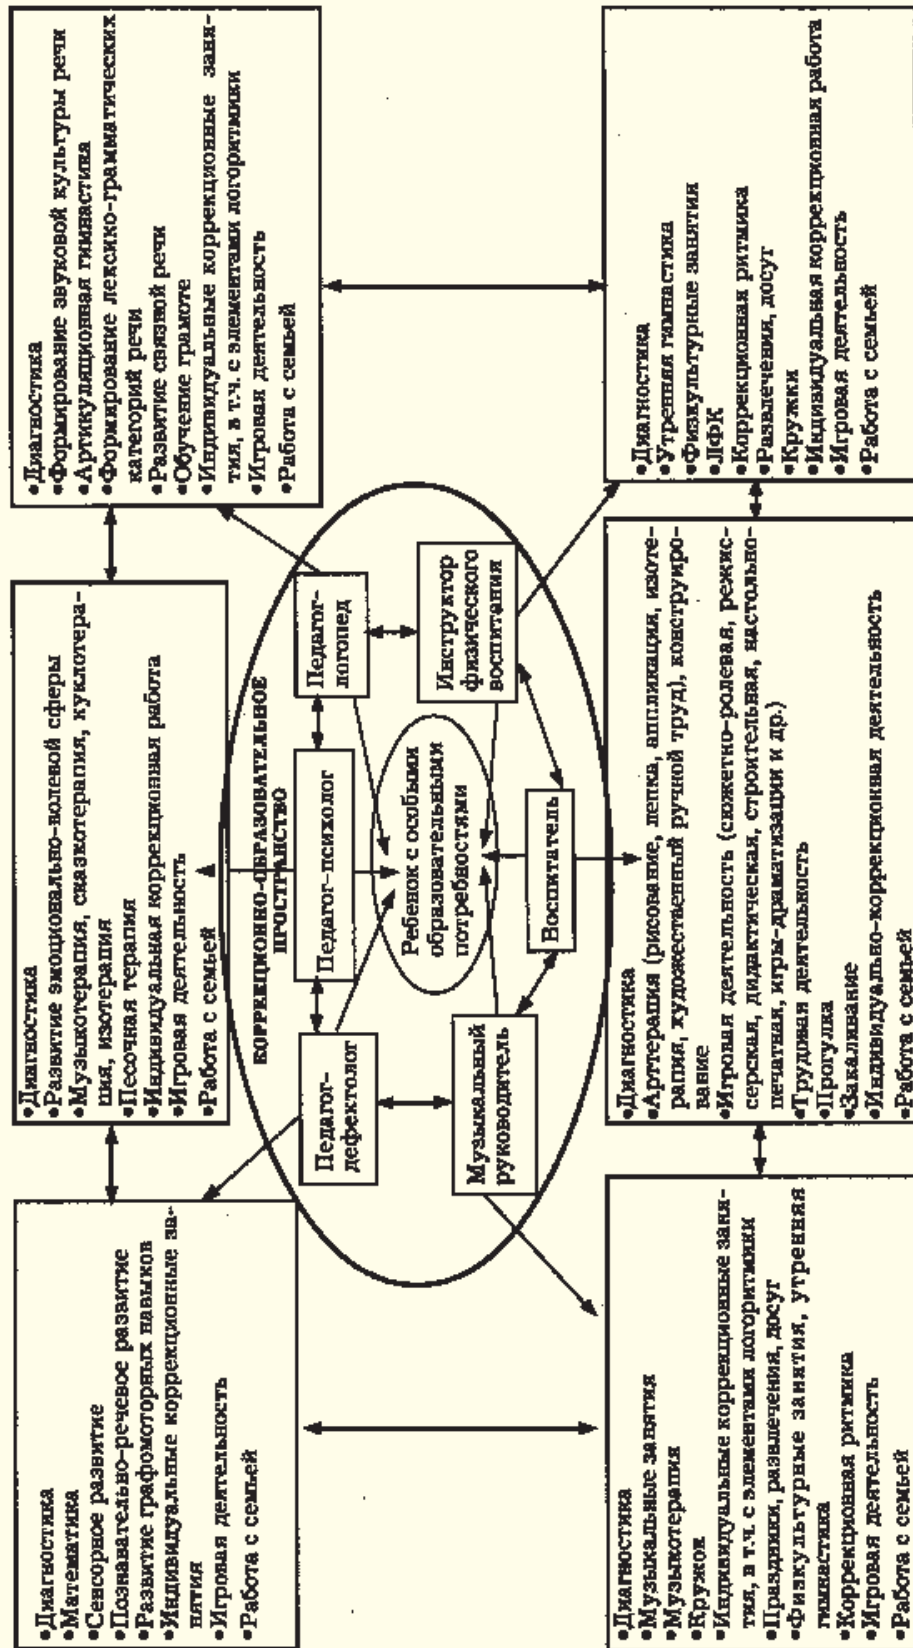 •Диагностика
•Математика
•Сенсорное развитие
•Познавательно-речевое развитие
•Развитие графомоторных навыков
•Индивидуальные коррекционные за-
нятия
•Игровая деятельность
•Работа с семьей
•Диагностика
•Развитие эмоционально-волевой сферы
•Музыкотерапия, сказкотерапия, куклотера-
пия, изотерапия
•Песочная терапия
•Индивидуальная коррекционная работа
•Игровая деятельность
•Работа с семьей
•Диагностика
•Формирование звуковой культуры речи
•Артикуляционная гимнастика
•Формирование лексико-грамматических
категорий речи
•Развитие связной речи
•Обучение грамоте
•Индивидуальные коррекционные заня-
тия, в т.ч. с элементами логоритмики
•Игровая деятельность
•Работа с семьей
КОРРЕКЦИОННО-ОБРАЗОВАТЕЛЬНОЕ
ПРОСТРАНСТВО
Педагог-
дефектолог
Педагог-психолог
Педагог-
логопед
Ребенок с особыми
образовательными
потребностями
Музыкальный
руководитель
Воспитатель
Инструктор
физического
воспитания
•Диагностика
•Музыкальные занятия
•Музыкотерапия
•Кружок
•Индивидуальные коррекционные заня-
тия, в т.ч. с элементами логоритмики
•Праздники, развлечения, досуг
•Физкультурные занятия, утренняя
гимнастика
•Коррекционная ритмика
•Игровая деятельность
•Работа с семьей
•Диагностика
•Арттерапия (рисование, лепка, аппликации, изоте-
рапия, художественный ручной труд), конструиро-
вание
•Игровая деятельность (сюжетно-ролевая, режис-
серская, дидактическая, строительная, настольно-
печатная, игры-драматизации и др.)
•Трудовая деятельность
•Прогулка
•Закаливание
•Индивидуально-коррекционная деятельность
•Работа с семьей
•Диагностика
•Утренняя гимнастика
•Физкультурные занятия
•ЛФК
•Коррекционная ритмика
•Развлечения, досуг
•Кружки
•Индивидуальная коррекционная работа
•Игровая деятельность
•Работа с семьей